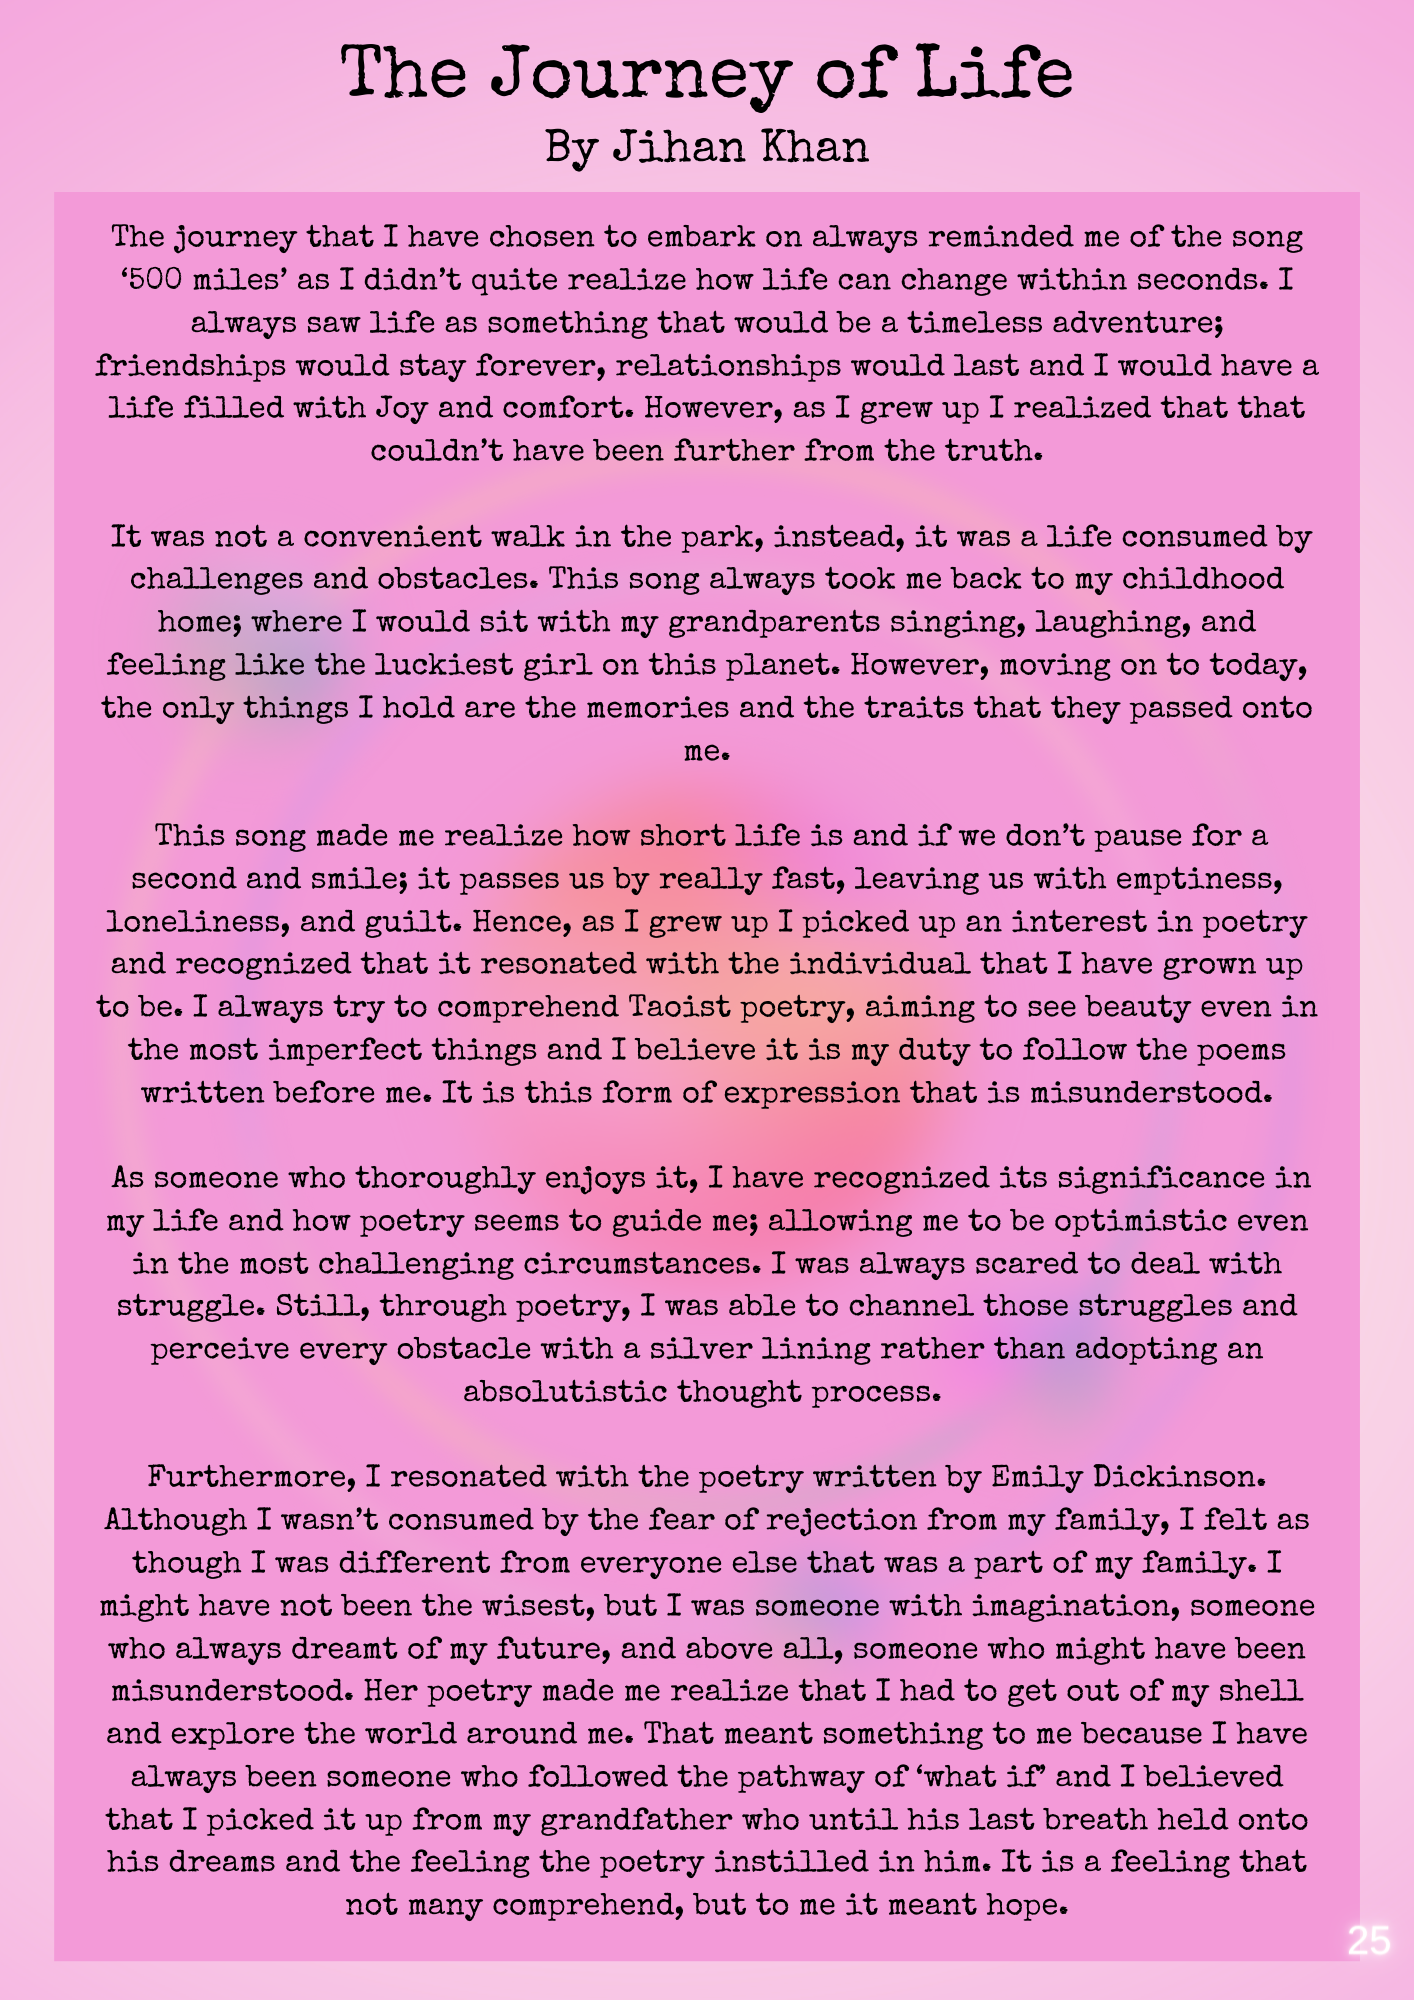 The Journey of Life
By Jihan Khan
The journey that I have chosen to embark on always reminded me of the song
‘500 miles’ as I didn’t quite realize how life can change within seconds. I
always saw life as something that would be a timeless adventure;
friendships would stay forever, relationships would last and I would have a
life filled with Joy and comfort. However, as I grew up I realized that that
couldn’t have been further from the truth.
It was not a convenient walk in the park, instead, it was a life consumed by
challenges and obstacles. This song always took me back to my childhood
home; where I would sit with my grandparents singing, laughing, and
feeling like the luckiest girl on this planet. However, moving on to today,
the only things I hold are the memories and the traits that they passed onto
me.
This song made me realize how short life is and if we don’t pause for a
second and smile; it passes us by really fast, leaving us with emptiness,
loneliness, and guilt. Hence, as I grew up I picked up an interest in poetry
and recognized that it resonated with the individual that I have grown up
to be. I always try to comprehend Taoist poetry, aiming to see beauty even in
the most imperfect things and I believe it is my duty to follow the poems
written before me. It is this form of expression that is misunderstood.
As someone who thoroughly enjoys it, I have recognized its significance in
my life and how poetry seems to guide me; allowing me to be optimistic even
in the most challenging circumstances. I was always scared to deal with
struggle. Still, through poetry, I was able to channel those struggles and
perceive every obstacle with a silver lining rather than adopting an
absolutistic thought process.
Furthermore, I resonated with the poetry written by Emily Dickinson.
Although I wasn’t consumed by the fear of rejection from my family, I felt as
though I was different from everyone else that was a part of my family. I
might have not been the wisest, but I was someone with imagination, someone
who always dreamt of my future, and above all, someone who might have been
misunderstood. Her poetry made me realize that I had to get out of my shell
and explore the world around me. That meant something to me because I have
always been someone who followed the pathway of ‘what if’ and I believed
that I picked it up from my grandfather who until his last breath held onto
his dreams and the feeling the poetry instilled in him. It is a feeling that
not many comprehend, but to me it meant hope.
25